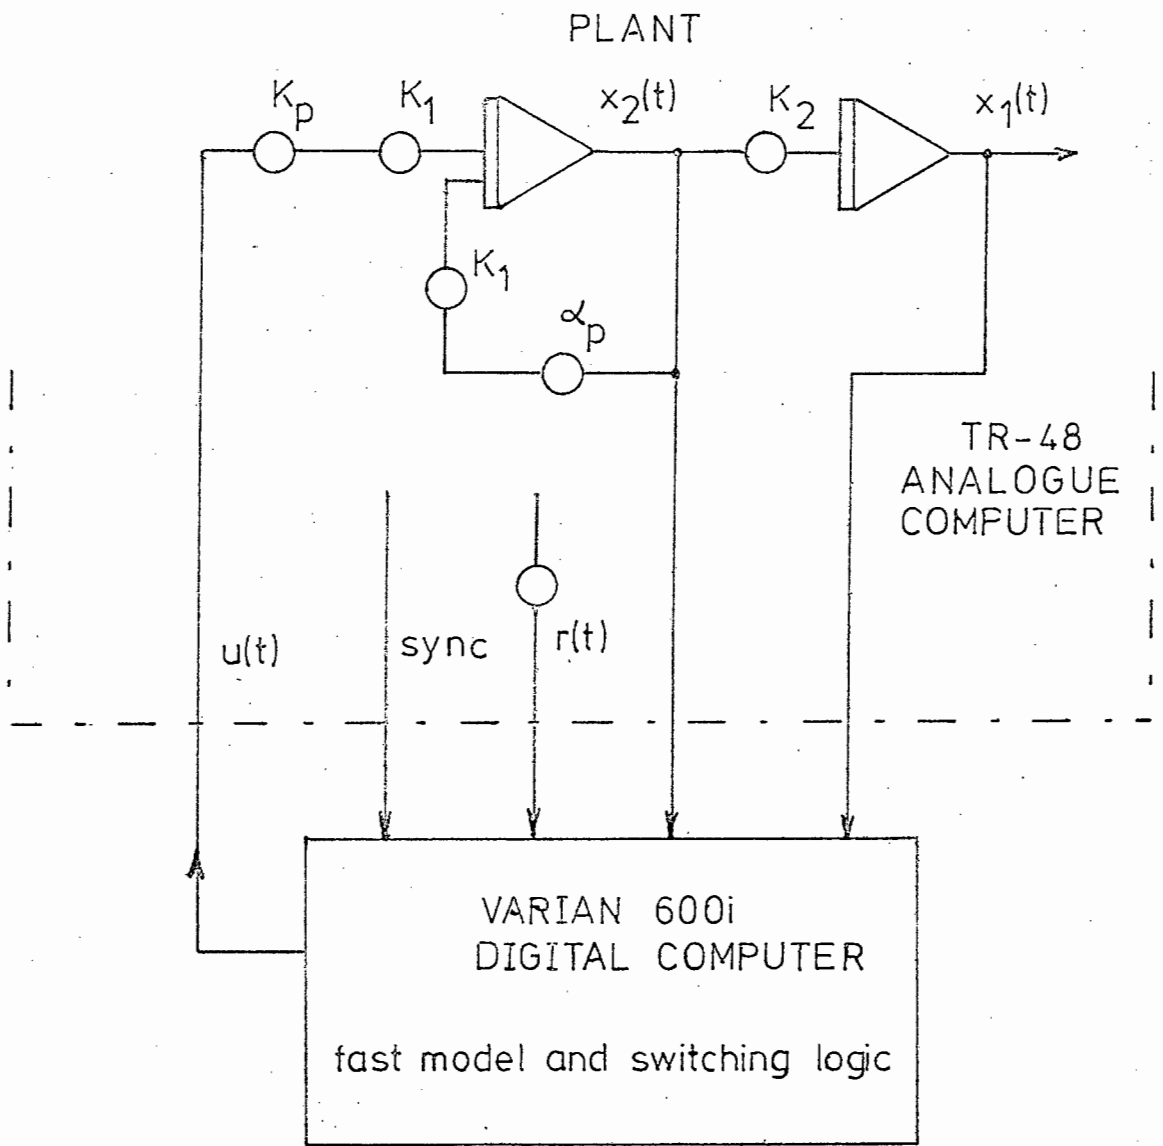 PLANT
Kp
K1
x2(t)
K2
x1(t)
K1
αp
TR-48
ANALOGUE
COMPUTER
u(t)
sync
r(t)
VARIAN 600i
DIGITAL COMPUTER
fast model and switching logic